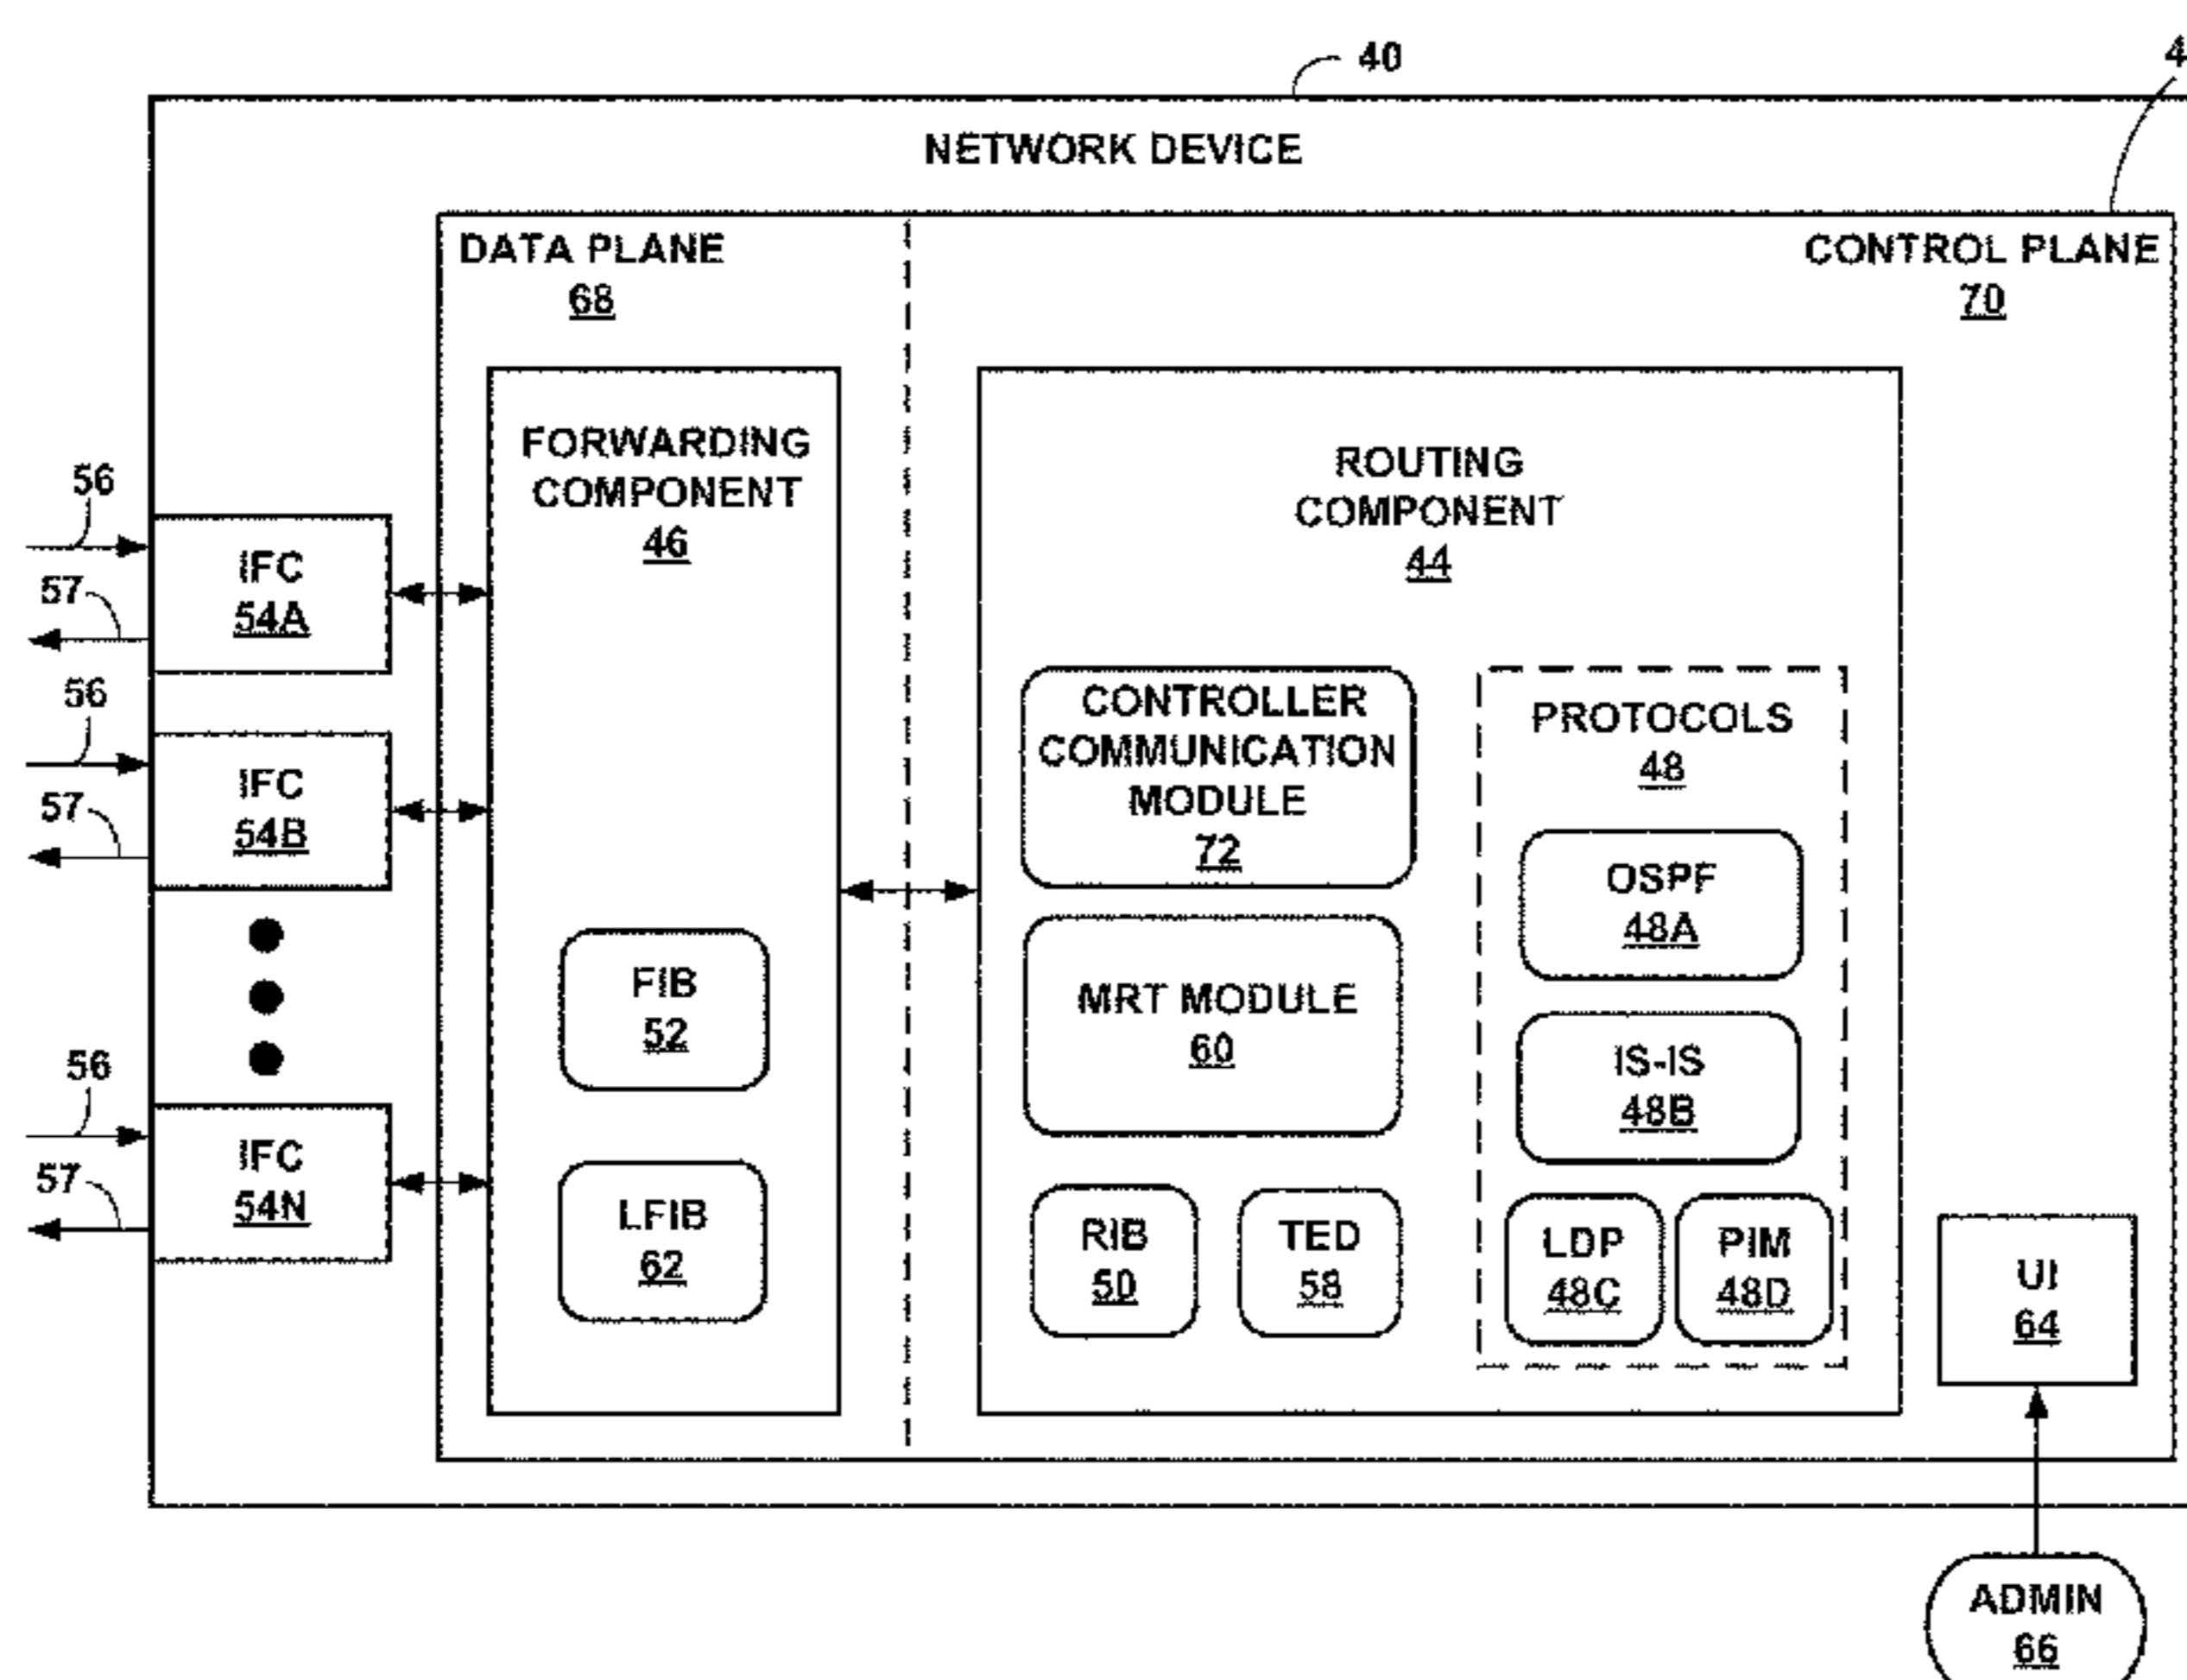 40
4
NETWORK DEVICE
DATA PLANE
68
CONTROL PLANE
70
FORWARDING
COMPONENT
46
ROUTING
COMPONENT
44
56
57
IFC
54A
56
57
IFC
54B
56
57
IFC
54N
FIB
52
LFIB
62
CONTROLLER
COMMUNICATION
MODULE
72
MRT MODULE
60
RIB
50
TED
58
PROTOCOLS
48
OSPF
48A
IS-IS
48B
LDP
48C
PIM
48D
UI
64
ADMIN
66